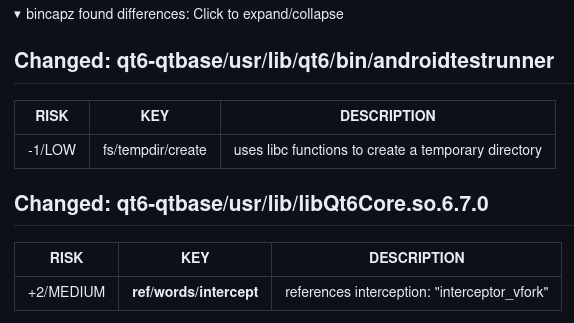 ▾ bincapz found differences: Click to expand/collapse
Changed: qt6-qtbase/usr/lib/qt6/bin/androidtestrunner
RISK KEY DESCRIPTION
-1/LOW fs/tempdir/create uses libc functions to create a temporary directory
Changed: qt6-qtbase/usr/lib/libQt6Core.so.6.7.0
RISK KEY DESCRIPTION
+2/MEDIUM ref/words/intercept references interception: "interceptor_vfork"